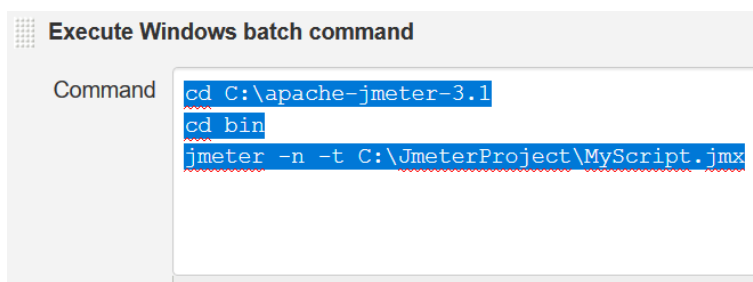 Execute Windows batch command
Command
cd C:\apache-jmeter-3.1
cd bin
jmeter -n -t C:\JmeterProject\MyScript.jmx